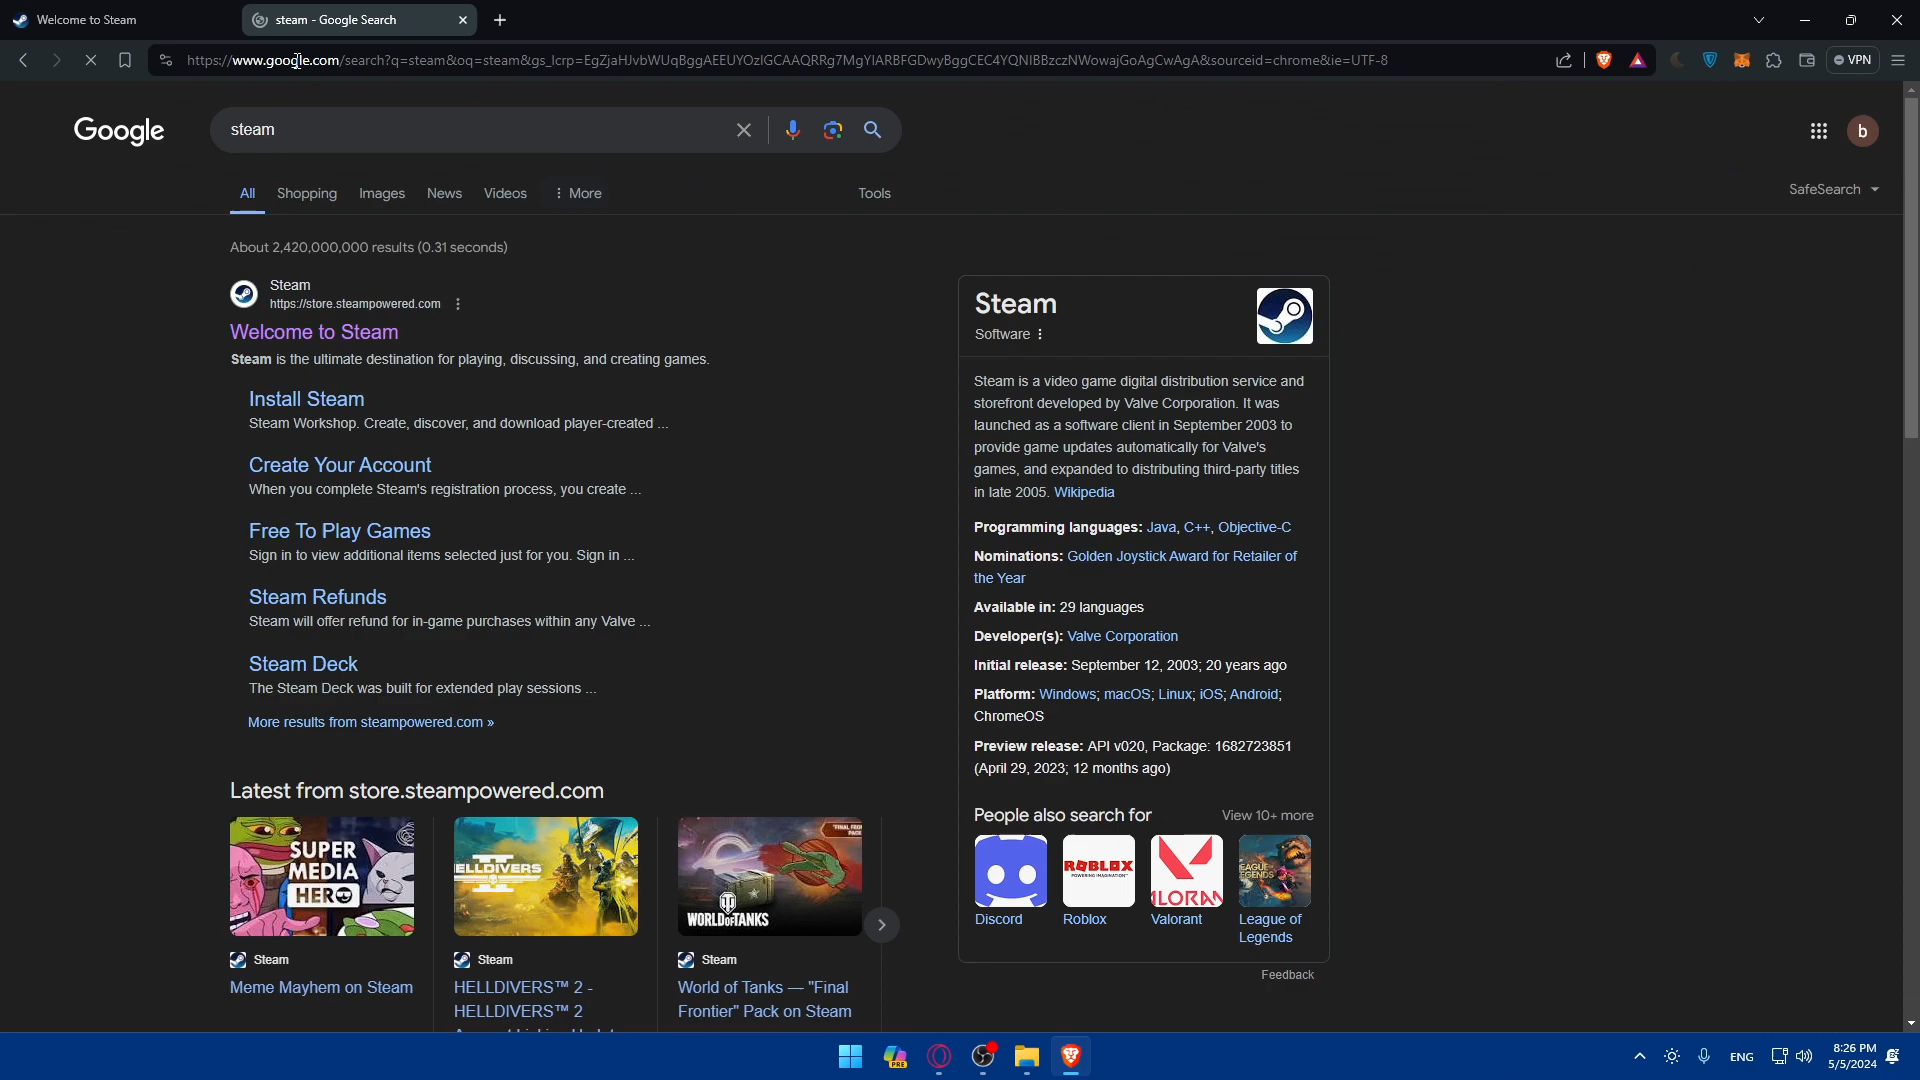 Welcome to Steam
steam - Google Search
https://www.google.com/search?q=steam&oq=steam&gs_lcrp=EgZjaHJvbWUqBggAEEUYOzIGCAAQRRg7MgYIARBFGDwyBggCEC4YQNIBBzczNWowajGoAgCwAgA&sourceid=chrome&ie=UTF-8
VPN
Google
steam
b
All
Shopping
Images
News
Videos
More
Tools
SafeSearch
About 2,420,000,000 results (0.31 seconds)
Steam
https://store.steampowered.com
Welcome to Steam
Steam is the ultimate destination for playing, discussing, and creating games.
Install Steam
Steam Workshop. Create, discover, and download player-created ...
Create Your Account
When you complete Steam's registration process, you create ...
Free To Play Games
Sign in to view additional items selected just for you. Sign in ...
Steam Refunds
Steam will offer refund for in-game purchases within any Valve ...
Steam Deck
The Steam Deck was built for extended play sessions ...
More results from steampowered.com »
Latest from store.steampowered.com
SUPER
MEDIA
HERO
ELLDIVERS
II
WORLD OF TANKS
Steam
Meme Mayhem on Steam
Steam
HELLDIVERS™ 2 -
HELLDIVERS™ 2
Steam
World of Tanks — "Final
Frontier" Pack on Steam
Steam
Software
Steam is a video game digital distribution service and
storefront developed by Valve Corporation. It was
launched as a software client in September 2003 to
provide game updates automatically for Valve's
games, and expanded to distributing third-party titles
in late 2005. Wikipedia
Programming languages: Java, C++, Objective-C
Nominations: Golden Joystick Award for Retailer of
the Year
Available in: 29 languages
Developer(s): Valve Corporation
Initial release: September 12, 2003; 20 years ago
Platform: Windows; macOS; Linux; iOS; Android;
ChromeOS
Preview release: API v020, Package: 1682723851
(April 29, 2023; 12 months ago)
People also search for
View 10+ more
ROBLOX
POWERING IMAGINATION
ALORAN
EAGUE
EGENDS
Discord
Roblox
Valorant
League of
Legends
Feedback
PRE
ENG
8:26 PM
5/5/2024